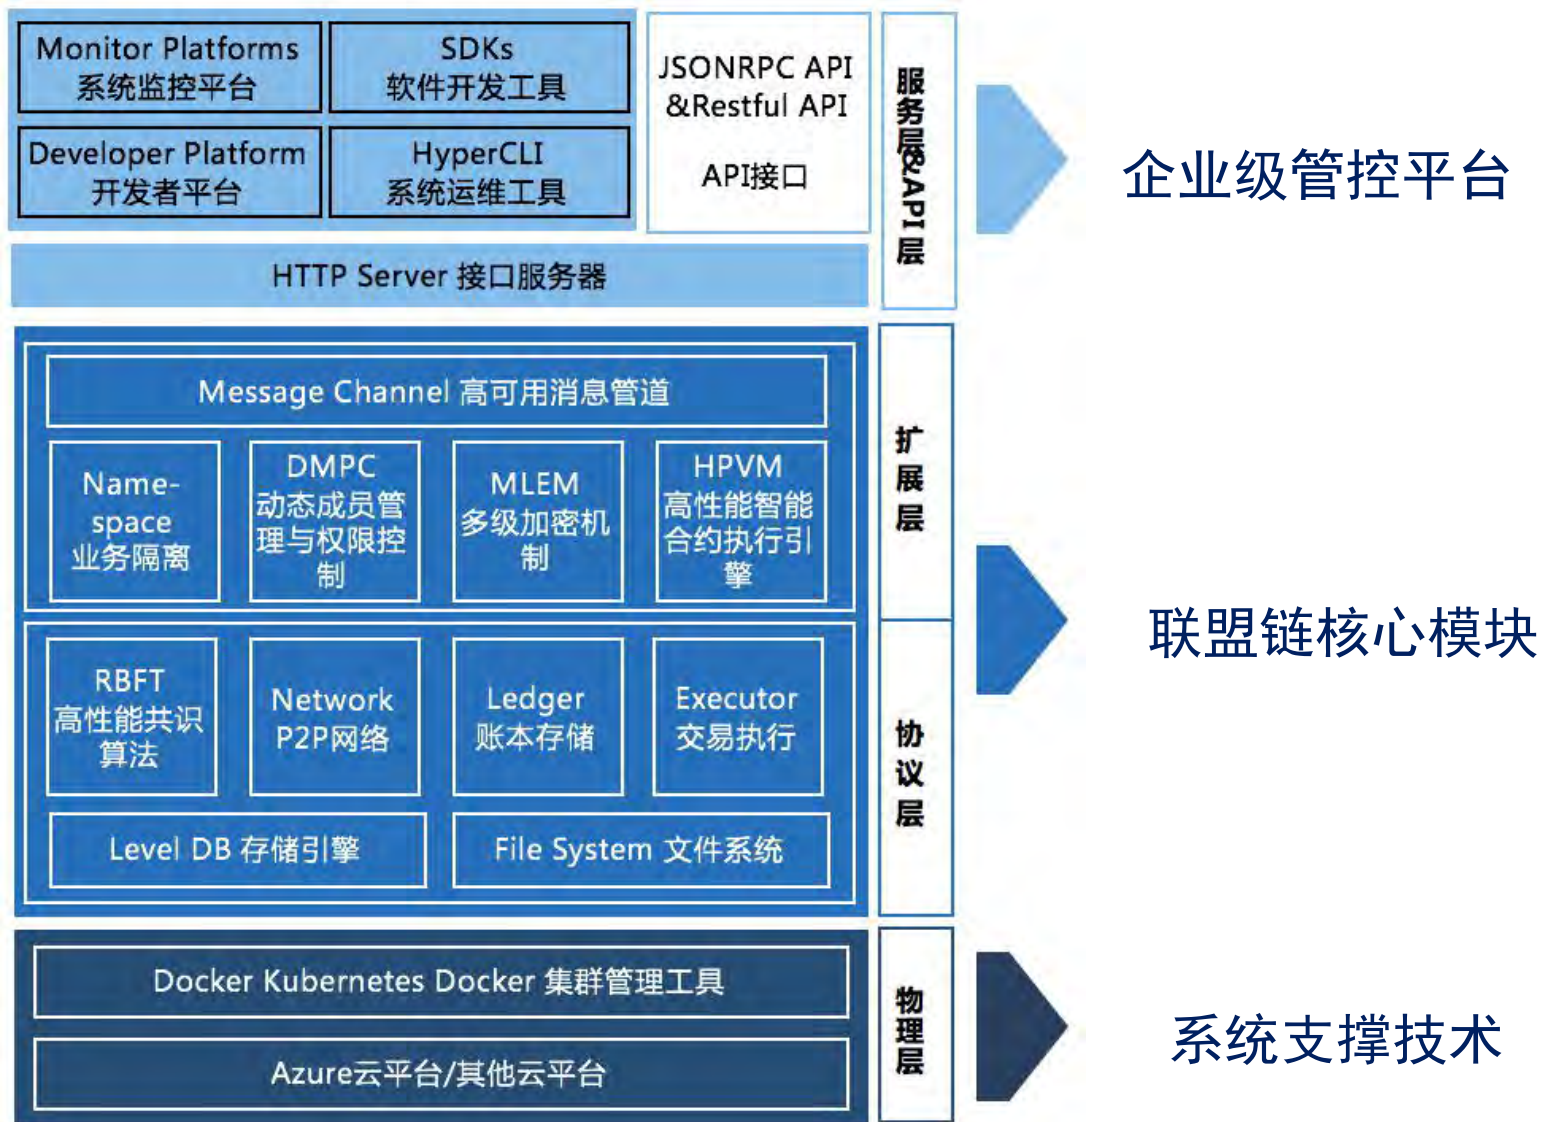 Monitor Platforms
系统监控平台
SDKs
软件开发工具
Developer Platform
开发者平台
HyperCLI
系统运维工具
JSONRPC API
&Restful API
API接口
HTTP Server 接口服务器
服务层&API层
企业级管控平台
Message Channel 高可用消息管道
Name-
space
业务隔离
DMPC
动态成员管
理与权限控
制
MLEM
多级加密机
制
HPVM
高性能智能
合约执行引
擎
扩展层
RBFT
高性能共识
算法
Network
P2P网络
Ledger
账本存储
Executor
交易执行
Level DB 存储引擎
File System 文件系统
协议层
联盟链核心模块
Docker Kubernetes Docker 集群管理工具
Azure云平台/其他云平台
物理层
系统支撑技术